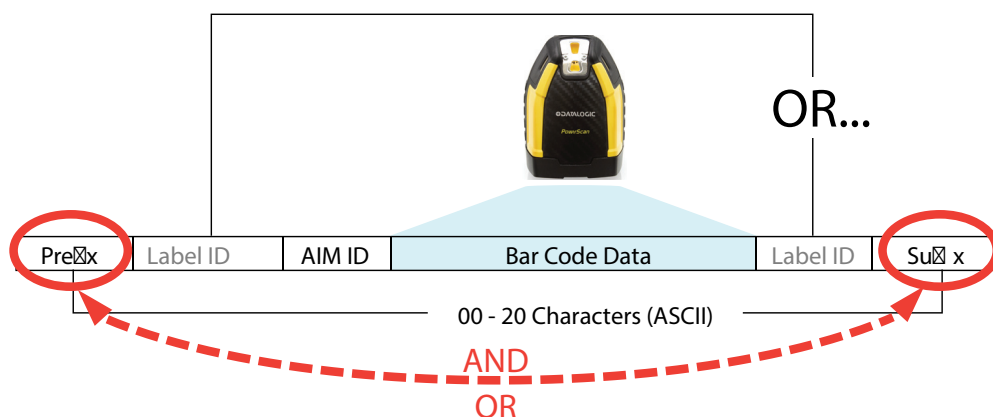 DATALOGIC
PowerScan
OR...
Pre☒x
Label ID
AIM ID
Bar Code Data
Label ID
Su☒ x
00 - 20 Characters (ASCII)
AND
OR